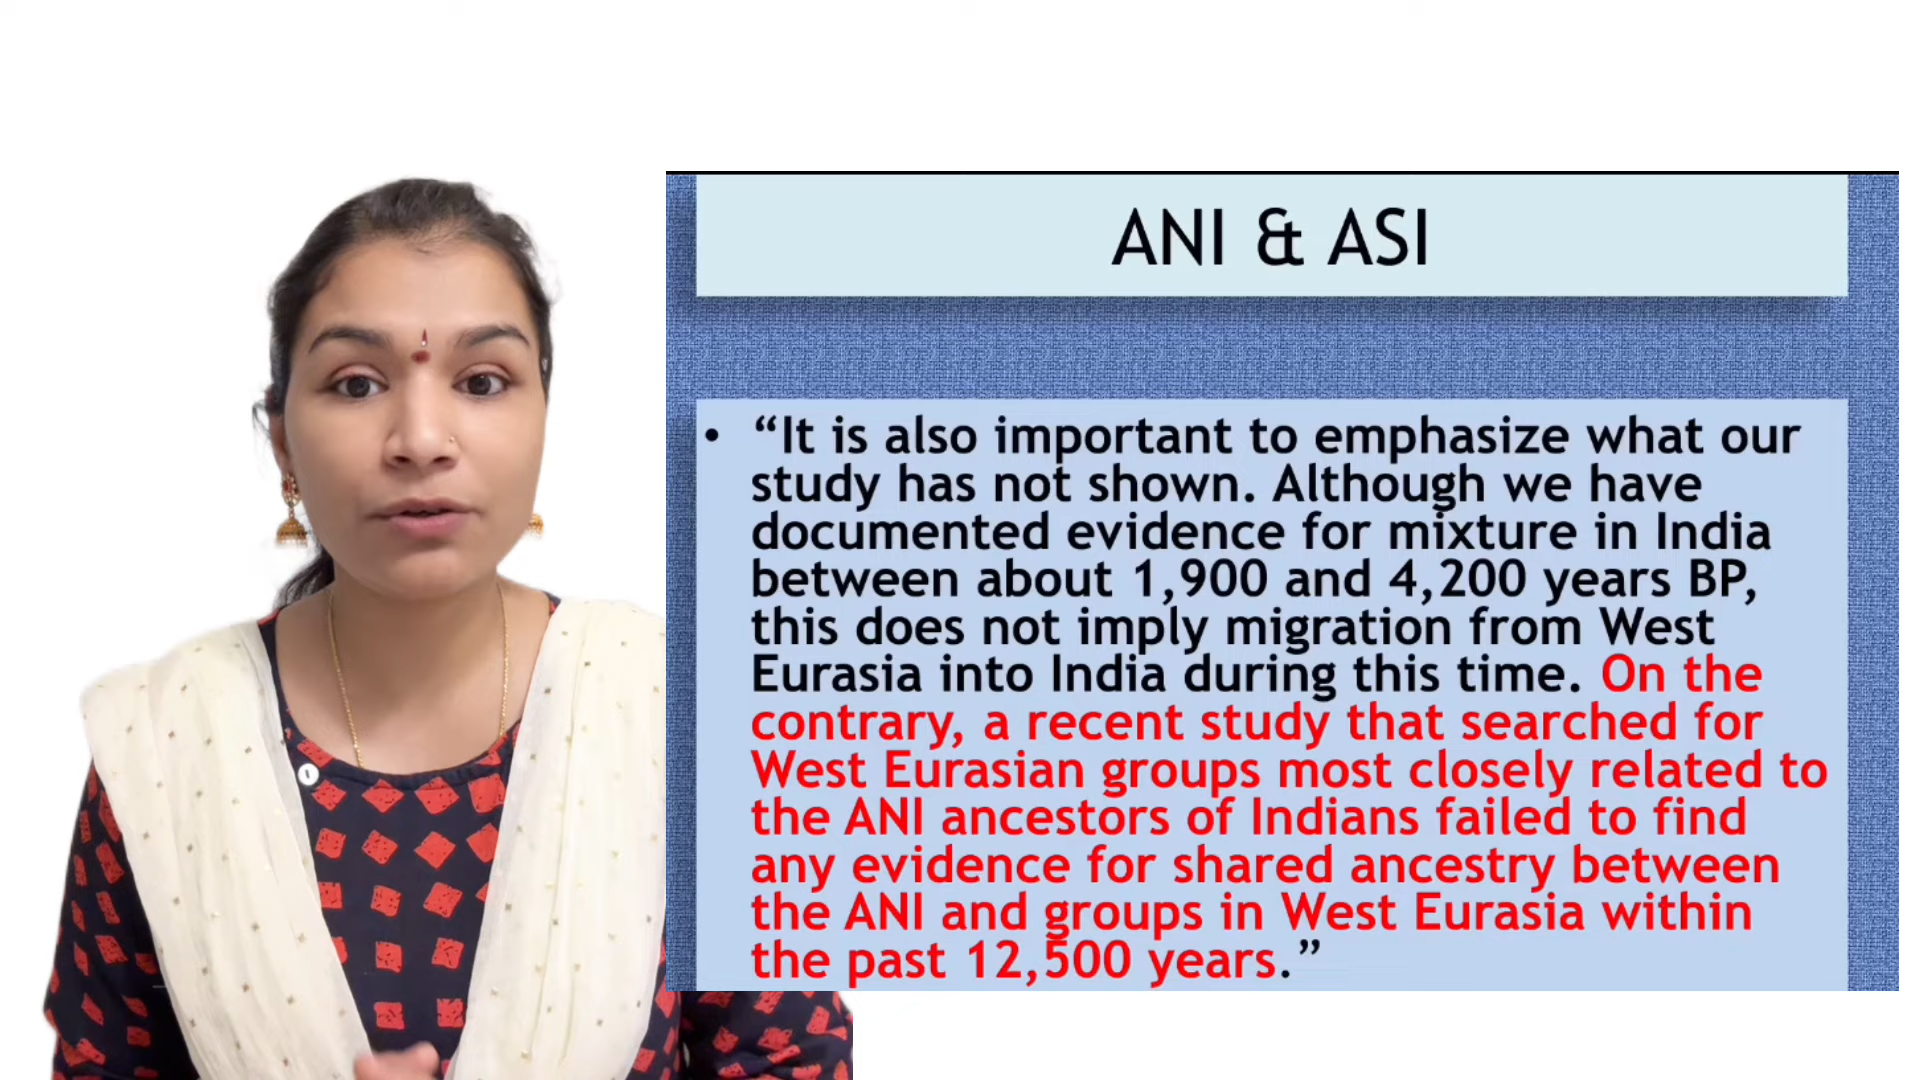 ANI & ASI
• “It is also important to emphasize what our
study has not shown. Although we have
documented evidence for mixture in India
between about 1,900 and 4,200 years BP,
this does not imply migration from West
Eurasia into India during this time. On the
contrary, a recent study that searched for
West Eurasian groups most closely related to
the ANI ancestors of Indians failed to find
any evidence for shared ancestry between
the ANI and groups in West Eurasia within
the past 12,500 years.”